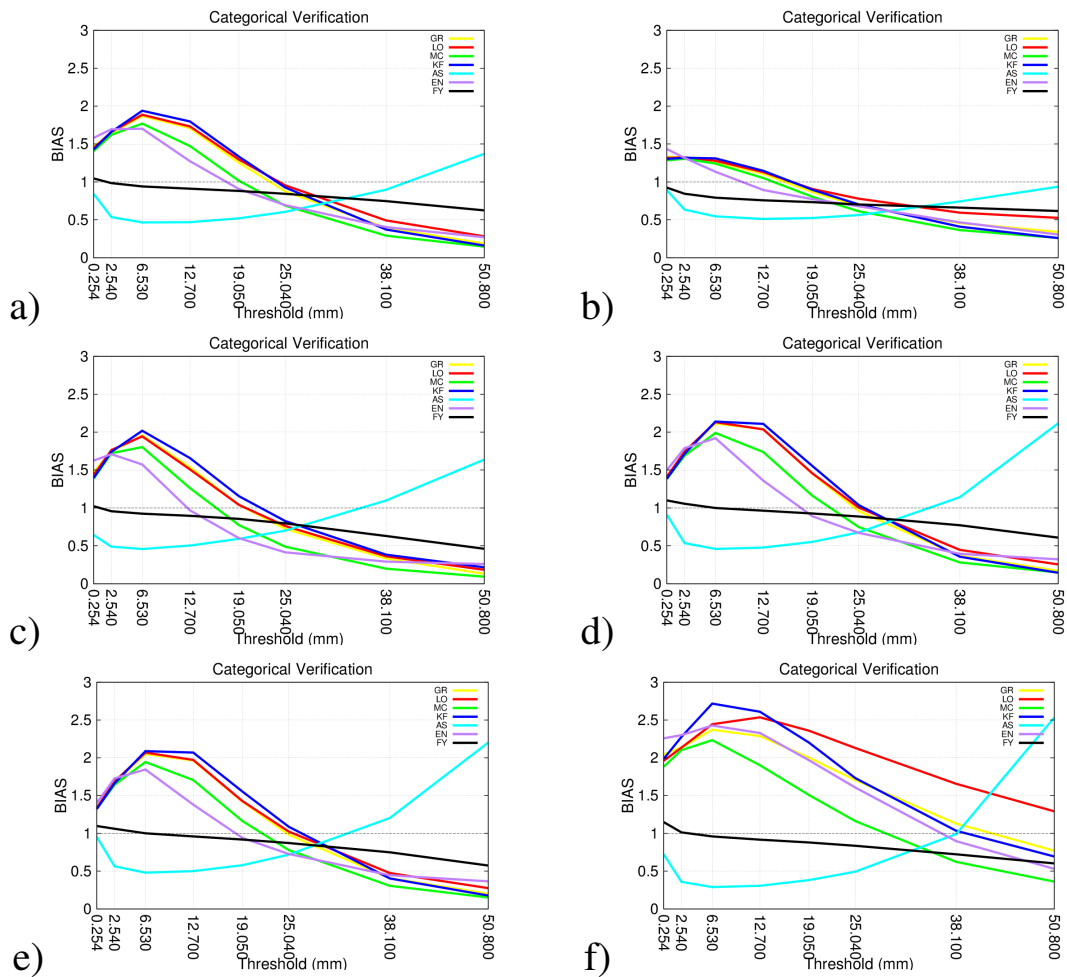 Categorical Verification
3
2.5
2
1.5
1
0.5
0
BIAS
GR
LO
MC
KF
AS
EN
FY
0.254
2.540
6.530
12.700
19.050
25.040
38.100
50.800
Threshold (mm)
a)
Categorical Verification
3
2.5
2
1.5
1
0.5
0
BIAS
GR
LO
MC
KF
AS
EN
FY
0.254
2.540
6.530
12.700
19.050
25.040
38.100
50.800
Threshold (mm)
b)
Categorical Verification
3
2.5
2
1.5
1
0.5
0
BIAS
GR
LO
MC
KF
AS
EN
FY
0.254
2.540
6.530
12.700
19.050
25.040
38.100
50.800
Threshold (mm)
c)
Categorical Verification
3
2.5
2
1.5
1
0.5
0
BIAS
GR
LO
MC
KF
AS
EN
FY
0.254
2.540
6.530
12.700
19.050
25.040
38.100
50.800
Threshold (mm)
d)
Categorical Verification
3
2.5
2
1.5
1
0.5
0
BIAS
GR
LO
MC
KF
AS
EN
FY
0.254
2.540
6.530
12.700
19.050
25.040
38.100
50.800
Threshold (mm)
e)
Categorical Verification
3
2.5
2
1.5
1
0.5
0
BIAS
GR
LO
MC
KF
AS
EN
FY
0.254
2.540
6.530
12.700
19.050
25.040
38.100
50.800
Threshold (mm)
f)